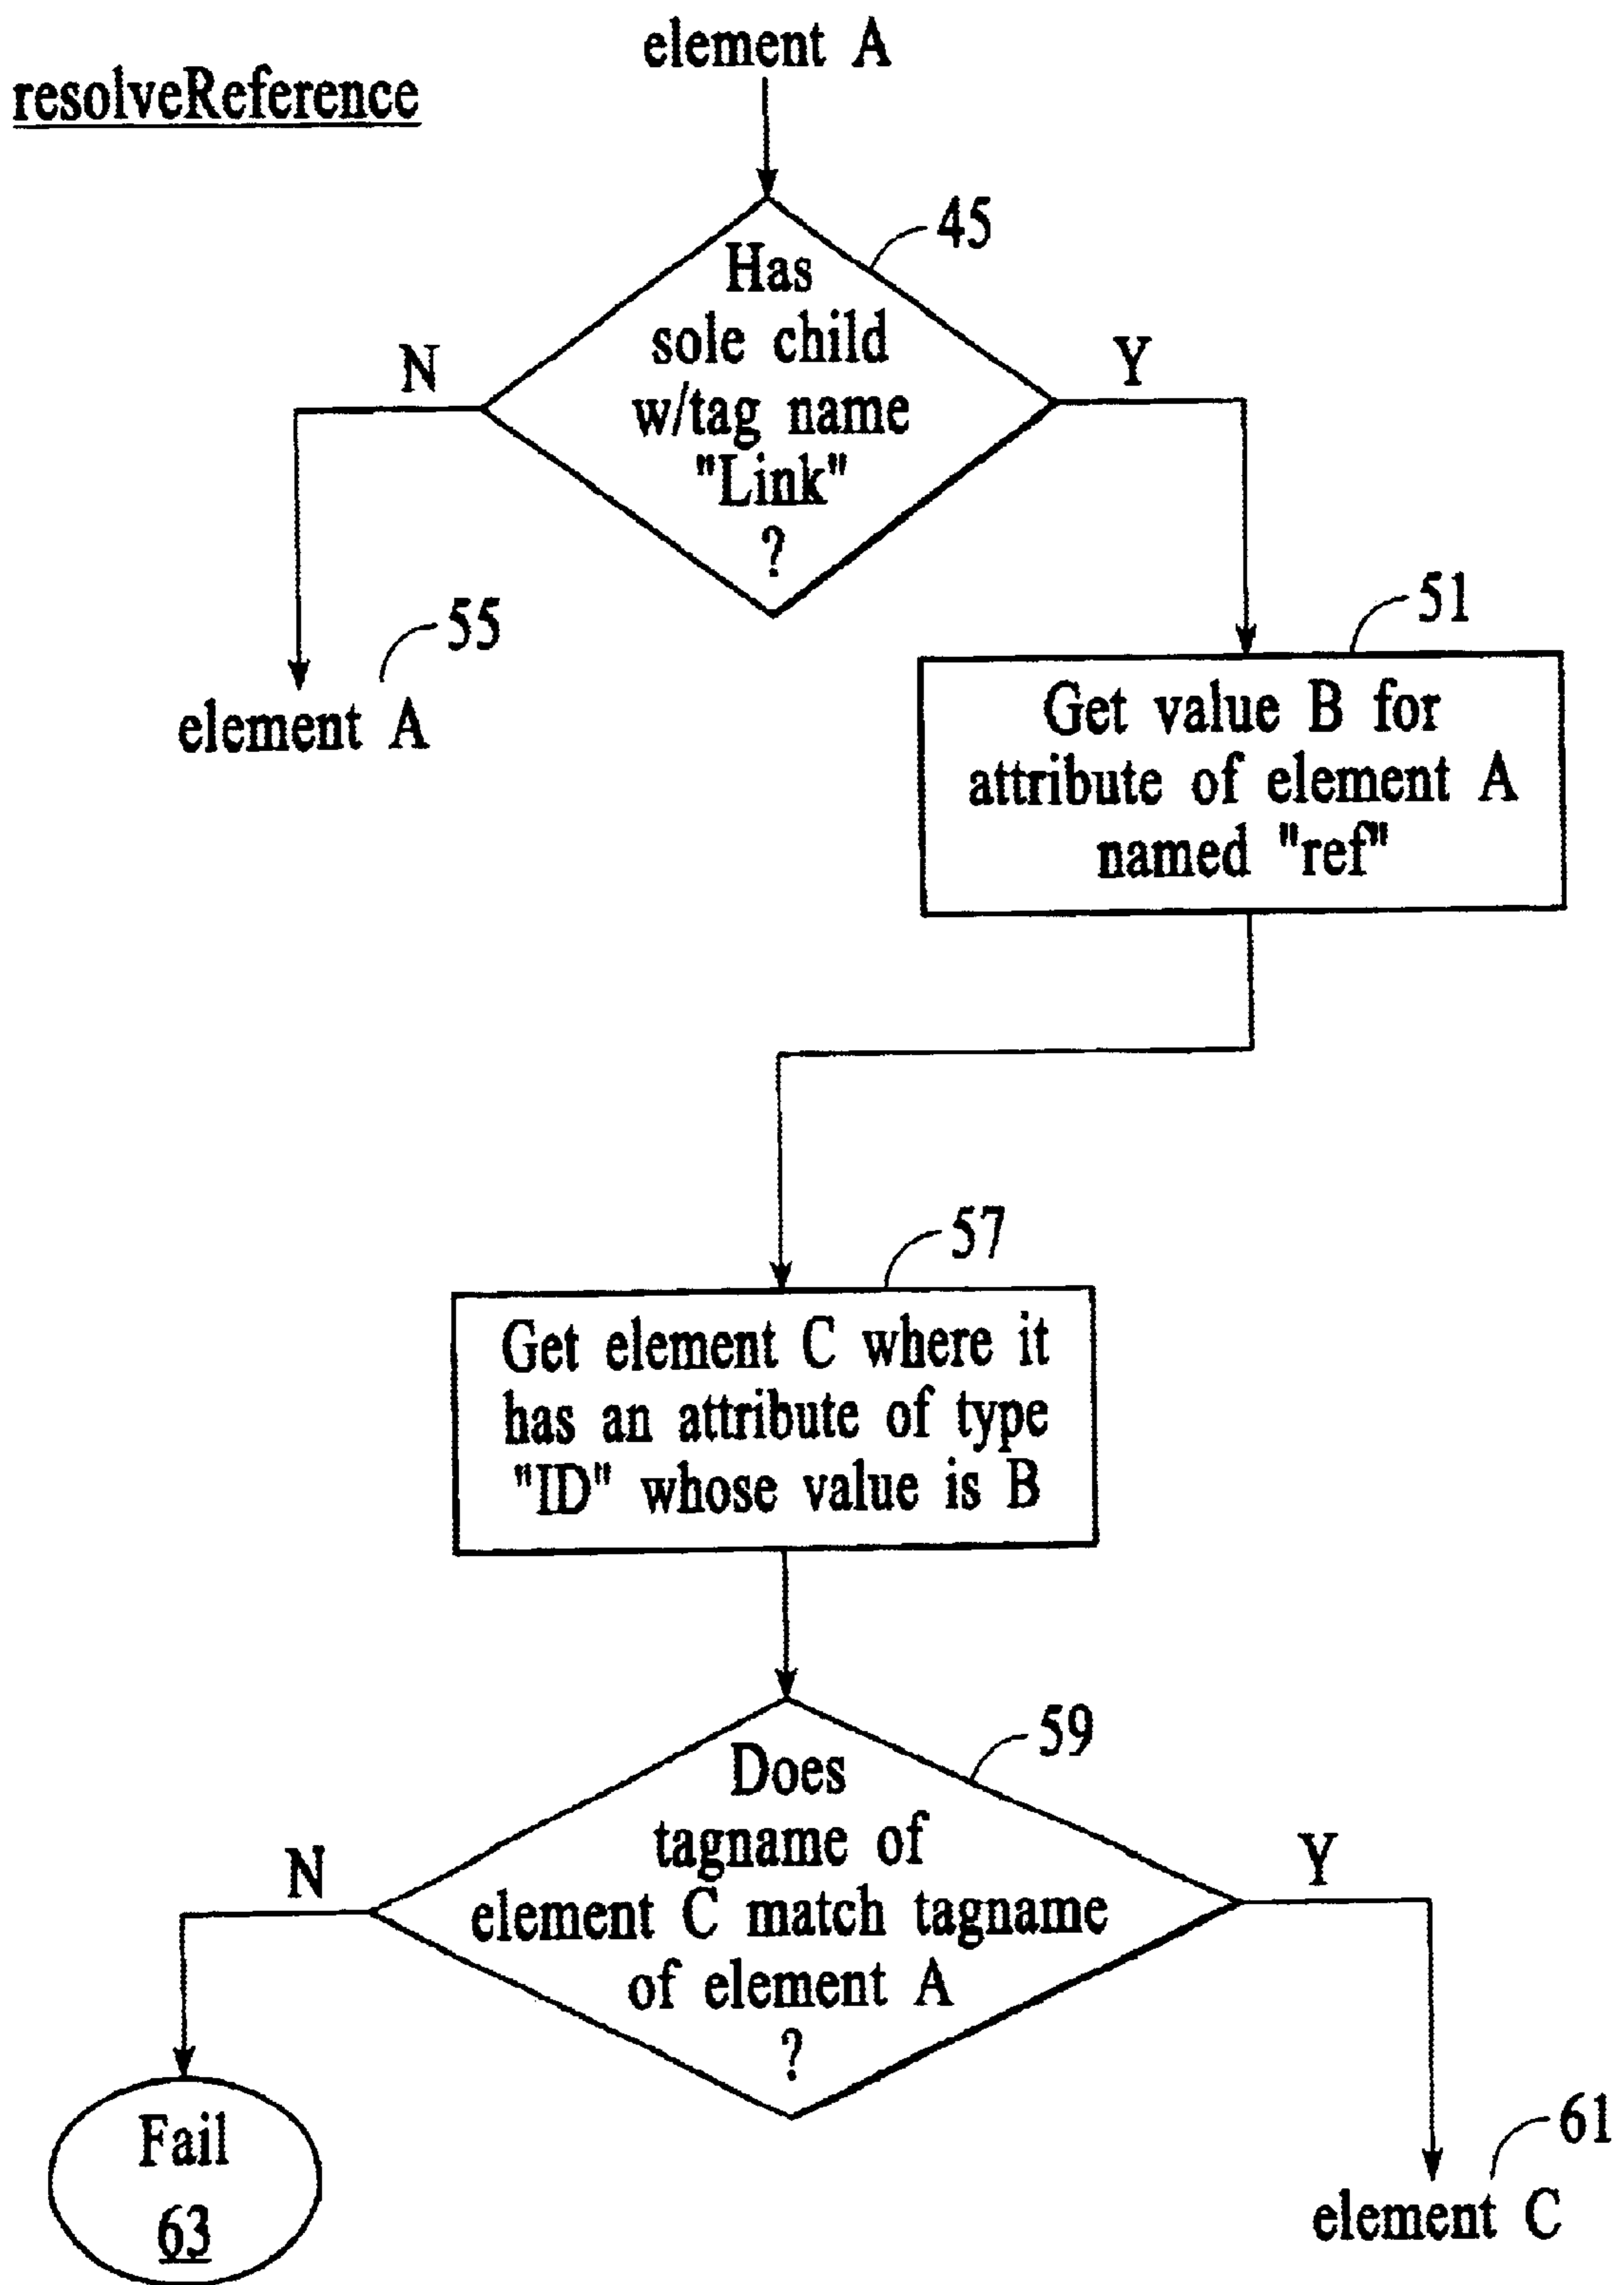 element A
resolveReference
45
Has
sole child
w/tag name
"Link"
?
N
Y
55
element A
51
Get value B for
attribute of element A
named "ref"
57
Get element C where it
has an attribute of type
"ID" whose value is B
59
Does
tagname of
element C match tagname
of element A
?
N
Y
Fail
63
61
element C